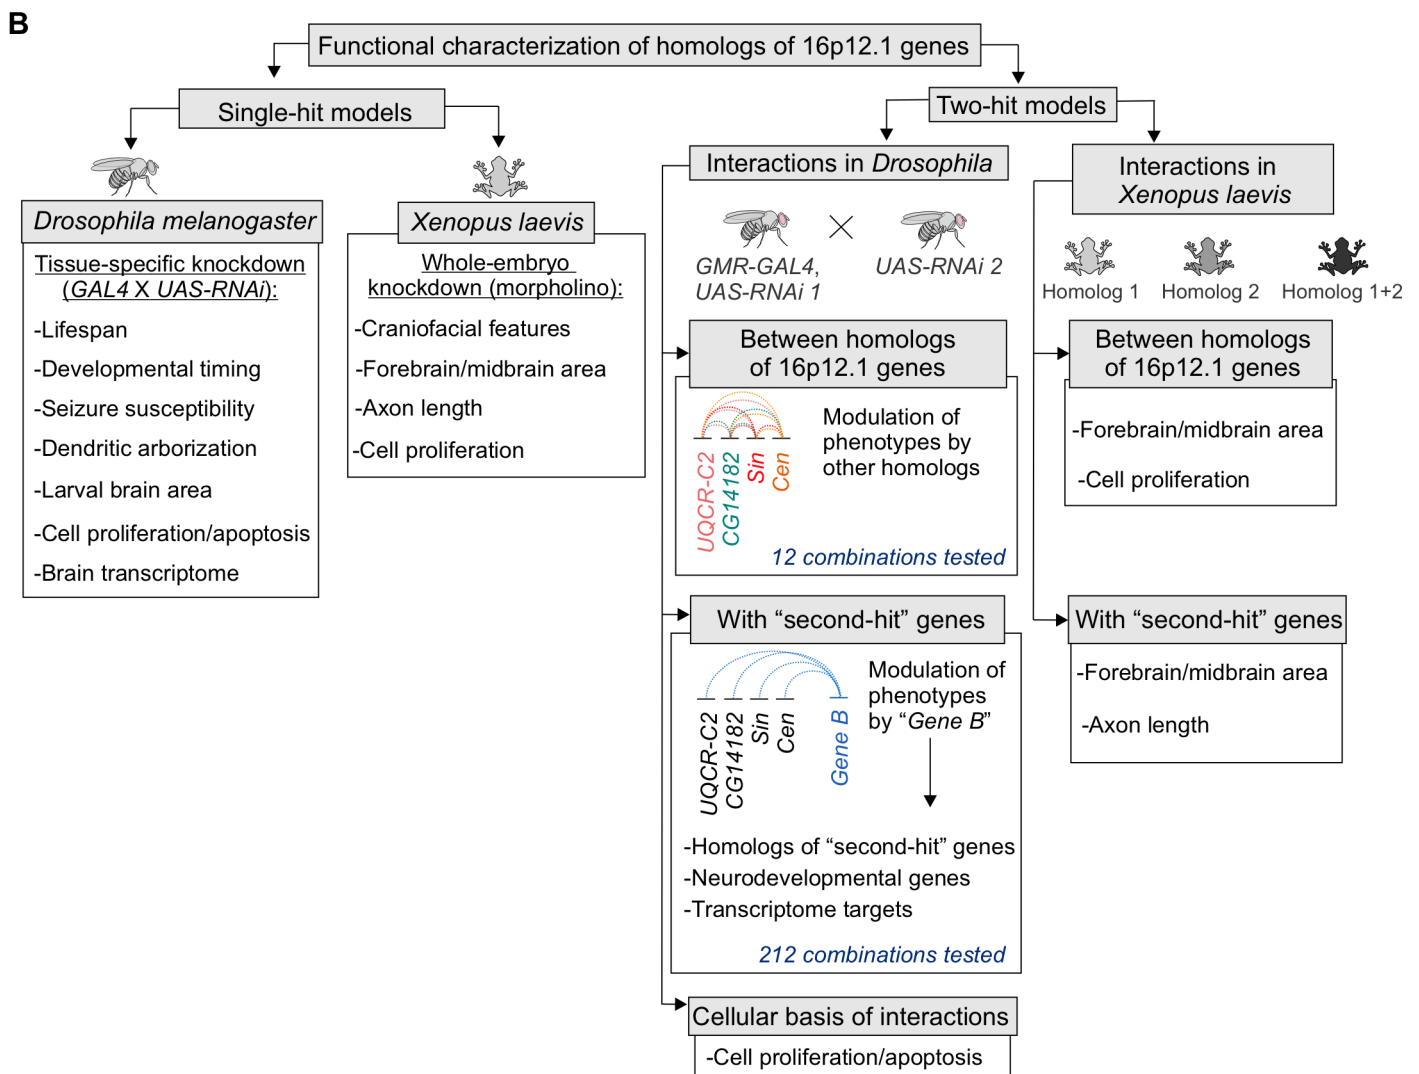 B
Functional characterization of homologs of 16p12.1 genes
Single-hit models
Drosophila melanogaster
Tissue-specific knockdown
(GAL4 X UAS-RNAi):
-Lifespan
-Developmental timing
-Seizure susceptibility
-Dendritic arborization
-Larval brain area
-Cell proliferation/apoptosis
-Brain transcriptome
Xenopus laevis
Whole-embryo
knockdown (morpholino):
-Craniofacial features
-Forebrain/midbrain area
-Axon length
-Cell proliferation
Two-hit models
Interactions in Drosophila
GMR-GAL4,
UAS-RNAi 1
UAS-RNAi 2
Between homologs
of 16p12.1 genes
UQCR-C2
CG14182
Sin
Cen
Modulation of
phenotypes by
other homologs
12 combinations tested
With “second-hit” genes
UQCR-C2
CG14182
Sin
Cen
Gene B
Modulation of
phenotypes
by “Gene B”
-Homologs of “second-hit” genes
-Neurodevelopmental genes
-Transcriptome targets
212 combinations tested
Cellular basis of interactions
-Cell proliferation/apoptosis
Interactions in
Xenopus laevis
Homolog 1
Homolog 2
Homolog 1+2
Between homologs
of 16p12.1 genes
-Forebrain/midbrain area
-Cell proliferation
With “second-hit” genes
-Forebrain/midbrain area
-Axon length